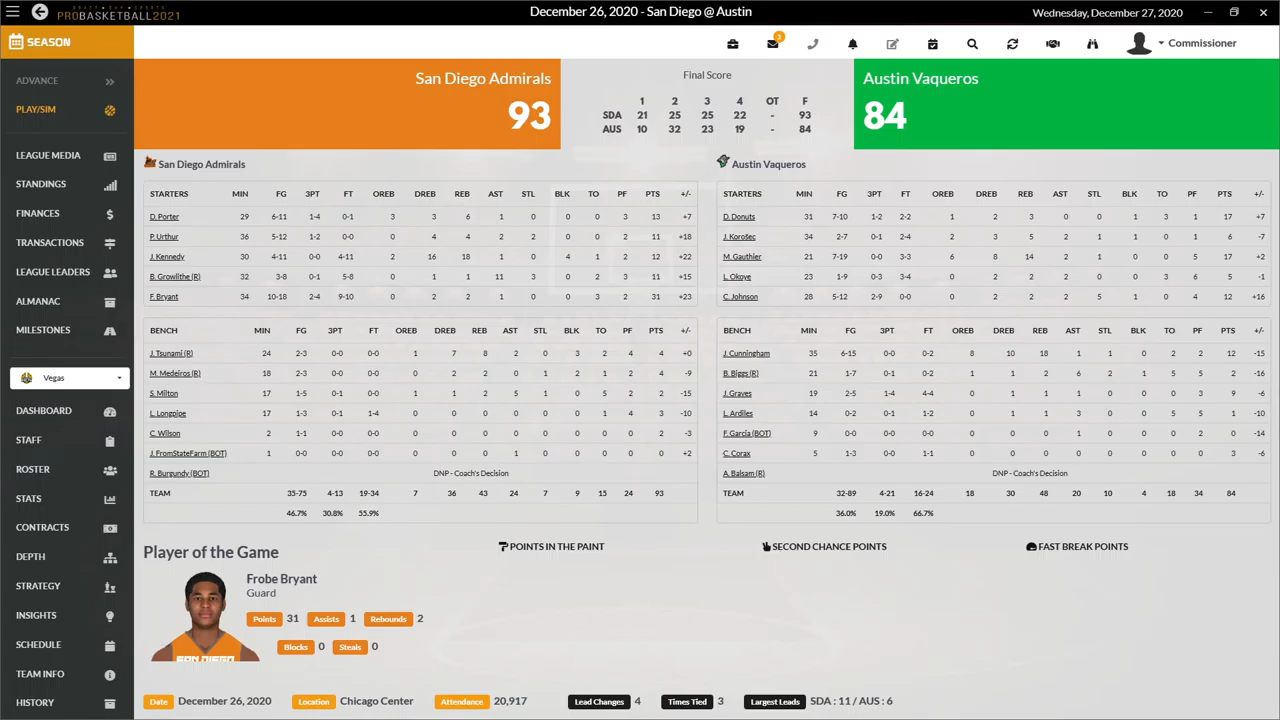 DRAFT DAY SPORTS
PROBASKETBALL2021
December 26, 2020 - San Diego @ Austin
Wednesday, December 27, 2020
SEASON
3
Commissioner
ADVANCE
PLAY/SIM
LEAGUE MEDIA
STANDINGS
FINANCES
TRANSACTIONS
LEAGUE LEADERS
ALMANAC
MILESTONES
Vegas
DASHBOARD
STAFF
ROSTER
STATS
CONTRACTS
DEPTH
STRATEGY
INSIGHTS
SCHEDULE
TEAM INFO
HISTORY
San Diego Admirals
93
Final Score
1 2 3 4 OT F
SDA 21 25 25 22 - 93
AUS 10 32 23 19 - 84
Austin Vaqueros
84
San Diego Admirals
STARTERS MIN FG 3PT FT OREB DREB REB AST STL BLK TO PF PTS +/-
D. Porter 29 6-11 1-4 0-1 3 3 6 1 0 0 0 3 13 +7
P. Urthur 36 5-12 1-2 0-0 0 4 4 2 2 0 0 2 11 +18
J. Kennedy 30 4-11 0-0 4-11 2 16 18 1 0 4 1 2 12 +22
B. Growlithe (R) 32 3-8 0-1 5-8 0 1 1 11 3 0 2 3 11 +15
F. Bryant 34 10-18 2-4 9-10 0 2 2 1 0 0 3 2 31 +23
BENCH MIN FG 3PT FT OREB DREB REB AST STL BLK TO PF PTS +/-
J. Tsunami (R) 24 2-3 0-0 0-0 1 7 8 2 0 3 2 4 4 +0
M. Medeiros (R) 18 2-3 0-0 0-0 0 2 2 0 1 2 1 2 4 -9
S. Milton 17 1-5 0-1 0-0 1 1 2 5 1 0 5 2 2 -15
L. Longpipe 17 1-3 0-1 1-4 0 0 0 0 0 0 1 4 3 -10
C. Wilson 2 1-1 0-0 0-0 0 0 0 0 0 0 0 0 2 -3
J. FromStateFarm (BOT) 1 0-0 0-0 0-0 0 0 0 1 0 0 0 0 0 +2
R. Burgundy (BOT) DNP - Coach's Decision
TEAM 35-75 4-13 19-34 7 36 43 24 7 9 15 24 93
46.7% 30.8% 55.9%
Austin Vaqueros
STARTERS MIN FG 3PT FT OREB DREB REB AST STL BLK TO PF PTS +/-
D. Donuts 31 7-10 1-2 2-2 1 2 3 0 0 1 3 1 17 +7
J. Korošec 34 2-7 0-1 2-4 2 3 5 2 1 1 0 1 6 -7
M. Gauthier 21 7-19 0-0 3-3 6 8 14 2 1 0 0 5 17 +2
L. Okoye 23 1-9 0-3 3-4 0 2 2 2 0 1 3 6 5 -1
C. Johnson 28 5-12 2-9 0-0 0 2 2 2 5 1 0 4 12 +16
BENCH MIN FG 3PT FT OREB DREB REB AST STL BLK TO PF PTS +/-
J. Cunningham 35 6-15 0-0 0-2 8 10 18 1 1 0 2 2 12 -15
B. Biggs (R) 21 1-7 0-1 0-2 1 1 2 6 2 1 5 5 2 -16
J. Graves 19 2-5 1-4 4-4 0 1 1 1 0 0 2 3 9 -6
L. Ardiles 14 0-2 0-1 1-2 0 1 1 3 0 0 5 5 1 -10
F. Garcia (BOT) 9 0-0 0-0 0-0 0 0 0 1 0 0 0 2 0 -14
C. Corax 5 1-3 0-0 1-1 0 0 0 0 0 0 0 0 3 -6
A. Balsam (R) DNP - Coach's Decision
TEAM 32-89 4-21 16-24 18 30 48 20 10 4 18 34 84
36.0% 19.0% 66.7%
Player of the Game
Frobe Bryant
Guard
Points 31 Assists 1 Rebounds 2
Blocks 0 Steals 0
SAN DIEGO
POINTS IN THE PAINT
SECOND CHANCE POINTS
FAST BREAK POINTS
Date December 26, 2020 Location Chicago Center Attendance 20,917 Lead Changes 4 Times Tied 3 Largest Leads SDA : 11 / AUS : 6